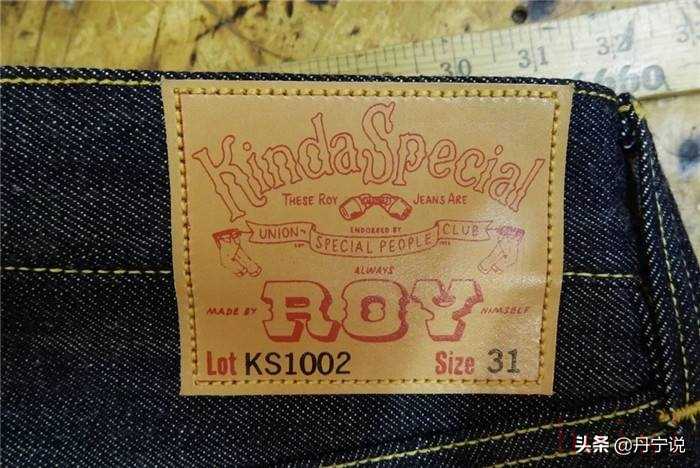 30 31 32
Kinda Special
THESE ROY JEANS ARE
UNION CLUB
ENDORSED BY
SPECIAL PEOPLE
ALWAYS
MADE BY ROY HIMSELF
Lot KS1002 Size 31
头条 @丹宁说